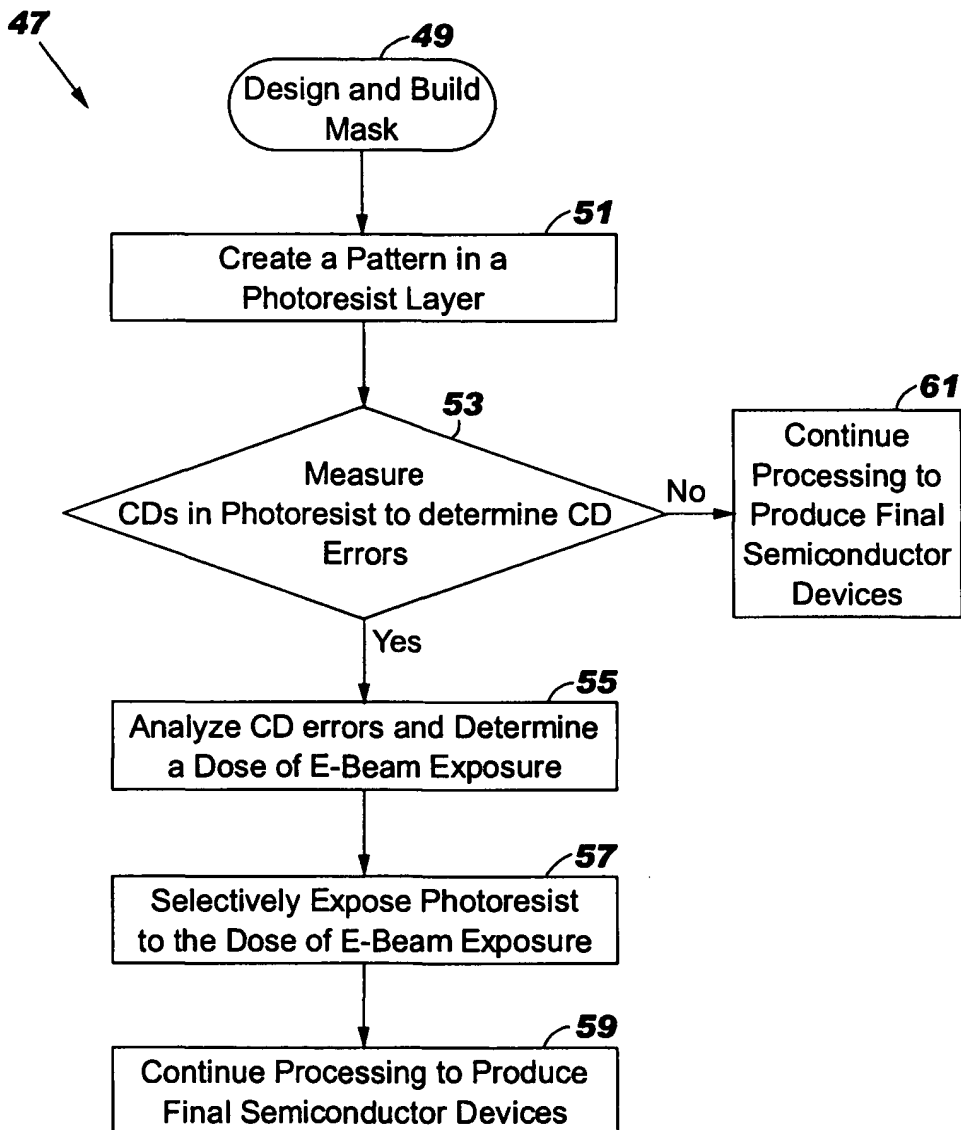 47
49
Design and Build
Mask
51
Create a Pattern in a
Photoresist Layer
53
Measure
CDs in Photoresist to determine CD
Errors
No
61
Continue
Processing to
Produce Final
Semiconductor
Devices
Yes
55
Analyze CD errors and Determine
a Dose of E-Beam Exposure
57
Selectively Expose Photoresist
to the Dose of E-Beam Exposure
59
Continue Processing to Produce
Final Semiconductor Devices